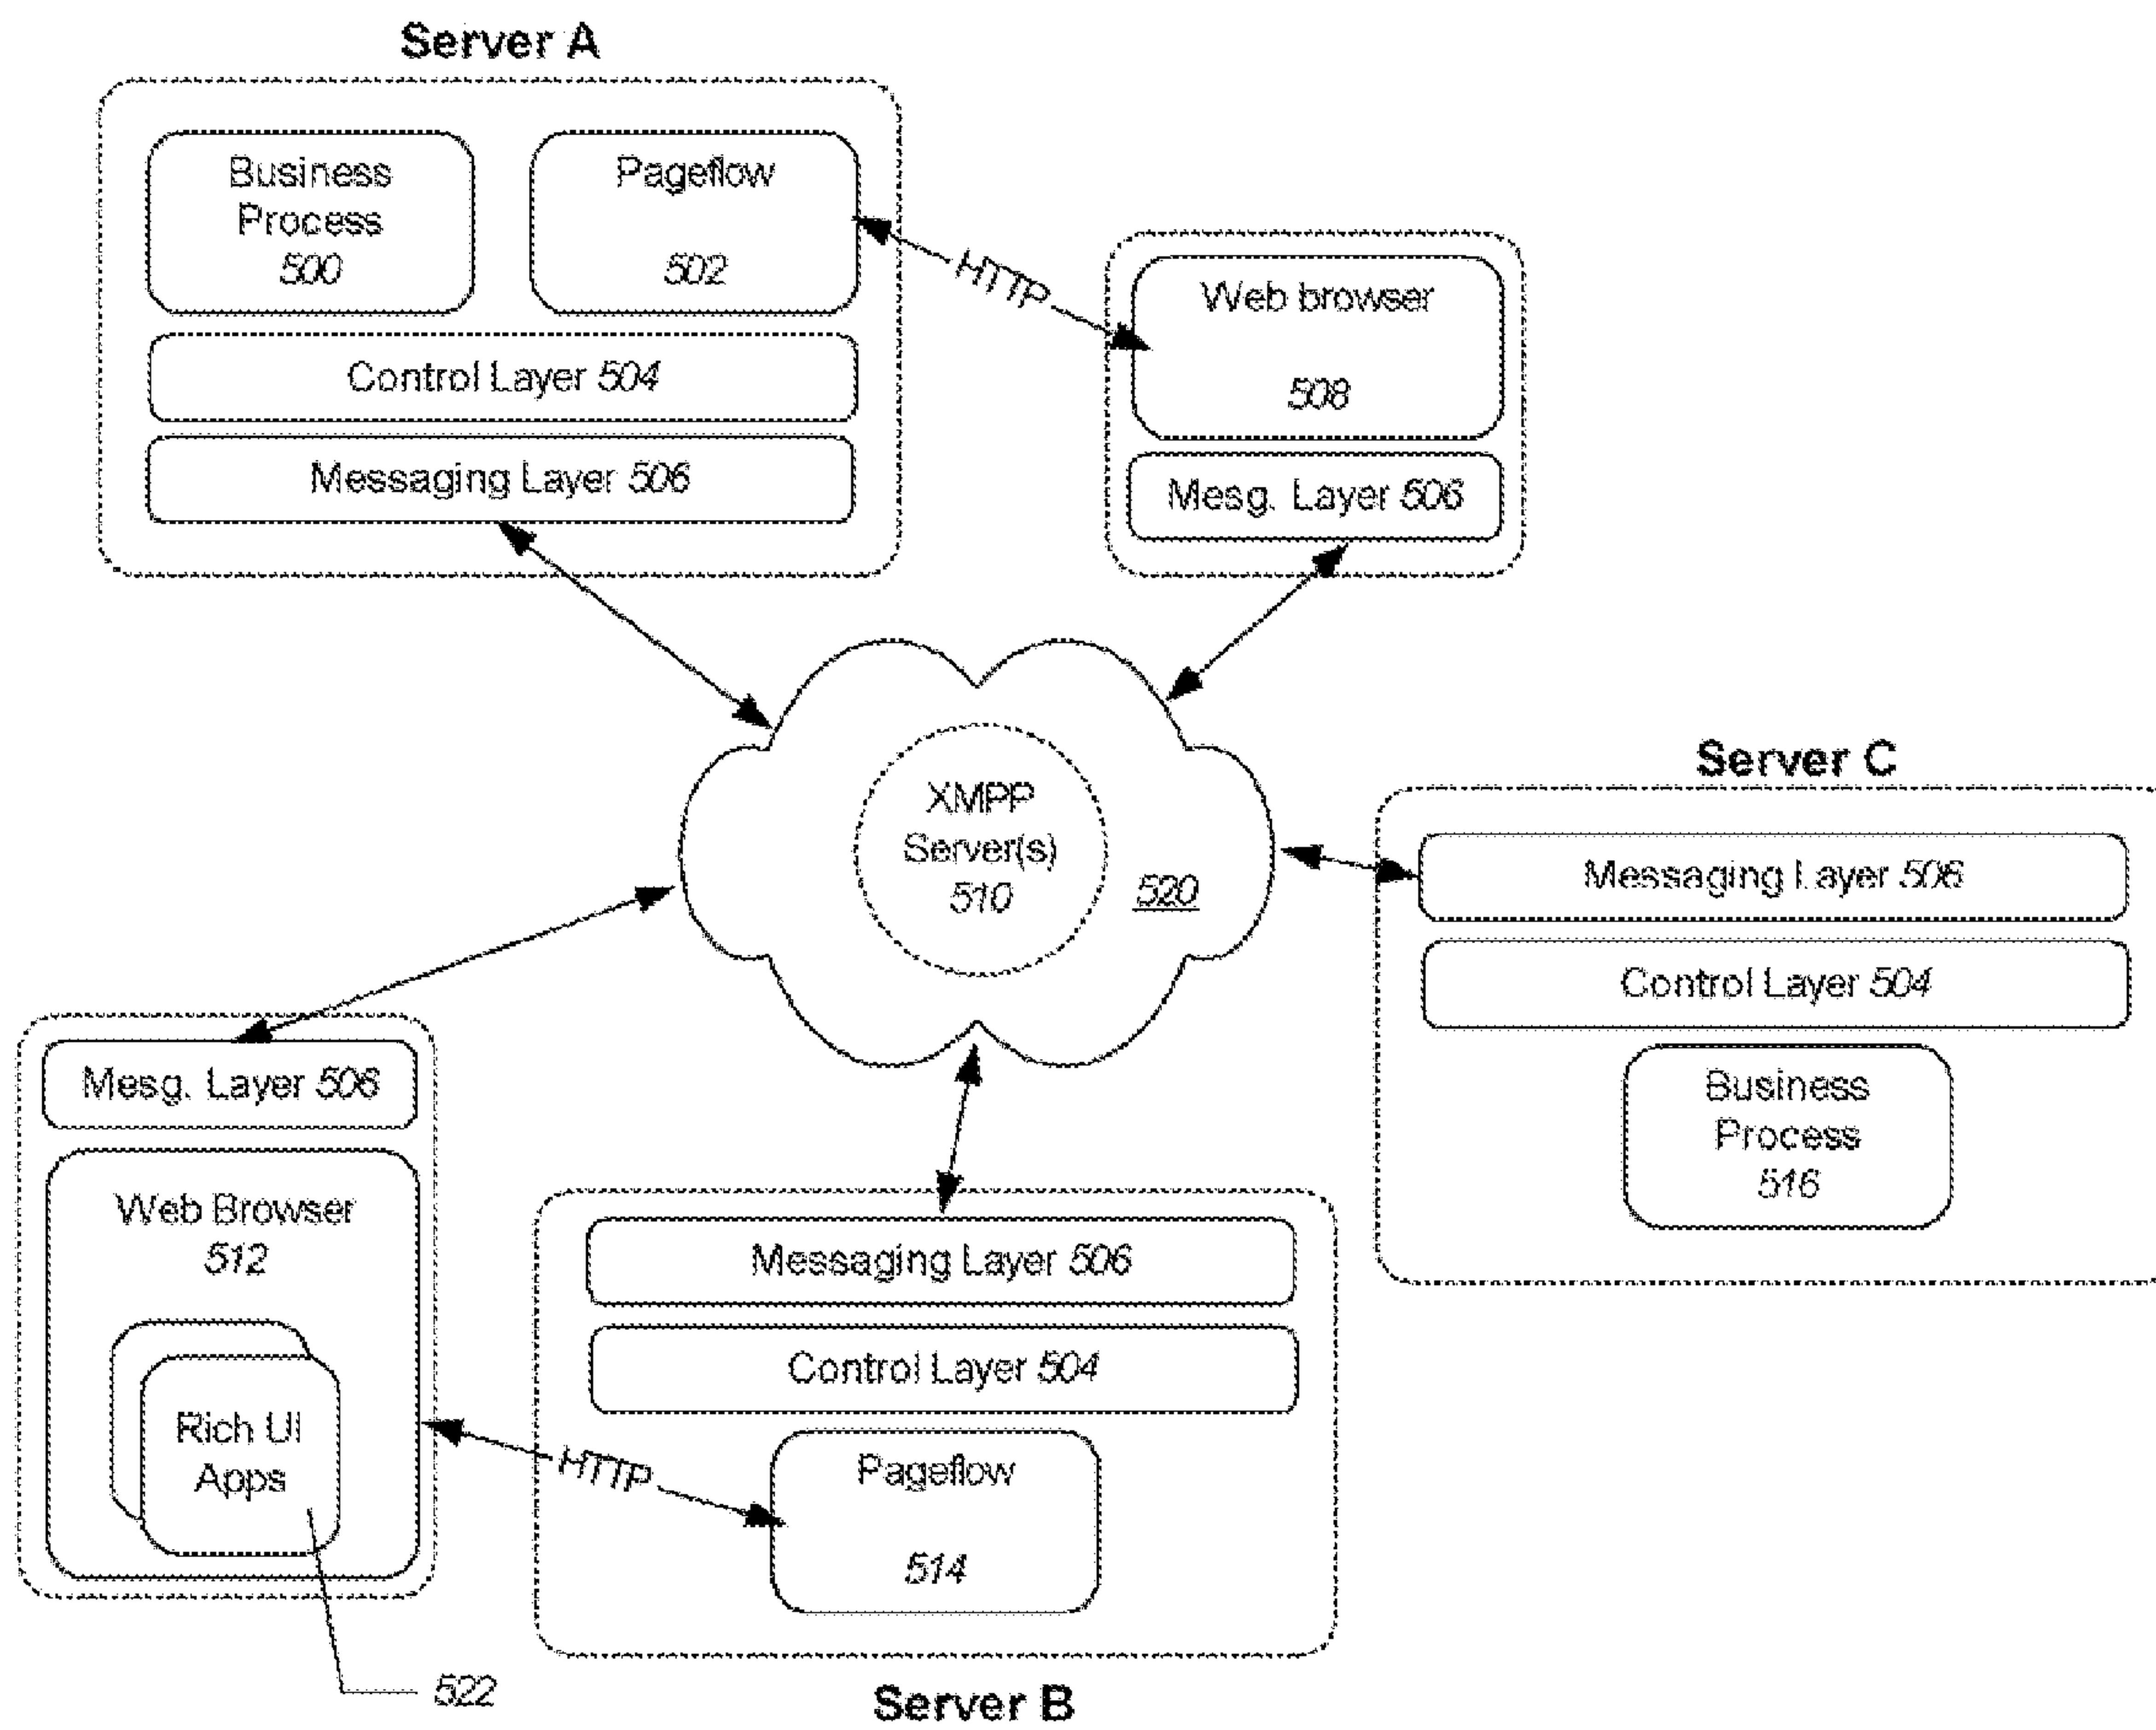 Server A
Business
Process
500
Pageflow
502
Control Layer 504
Messaging Layer 506
HTTP
Web browser
508
Mesg. Layer 506
XMPP
Server(s)
510
520
Server C
Messaging Layer 506
Control Layer 504
Business
Process
516
Mesg. Layer 506
Web Browser
512
Rich UI
Apps
522
HTTP
Messaging Layer 506
Control Layer 504
Pageflow
514
Server B